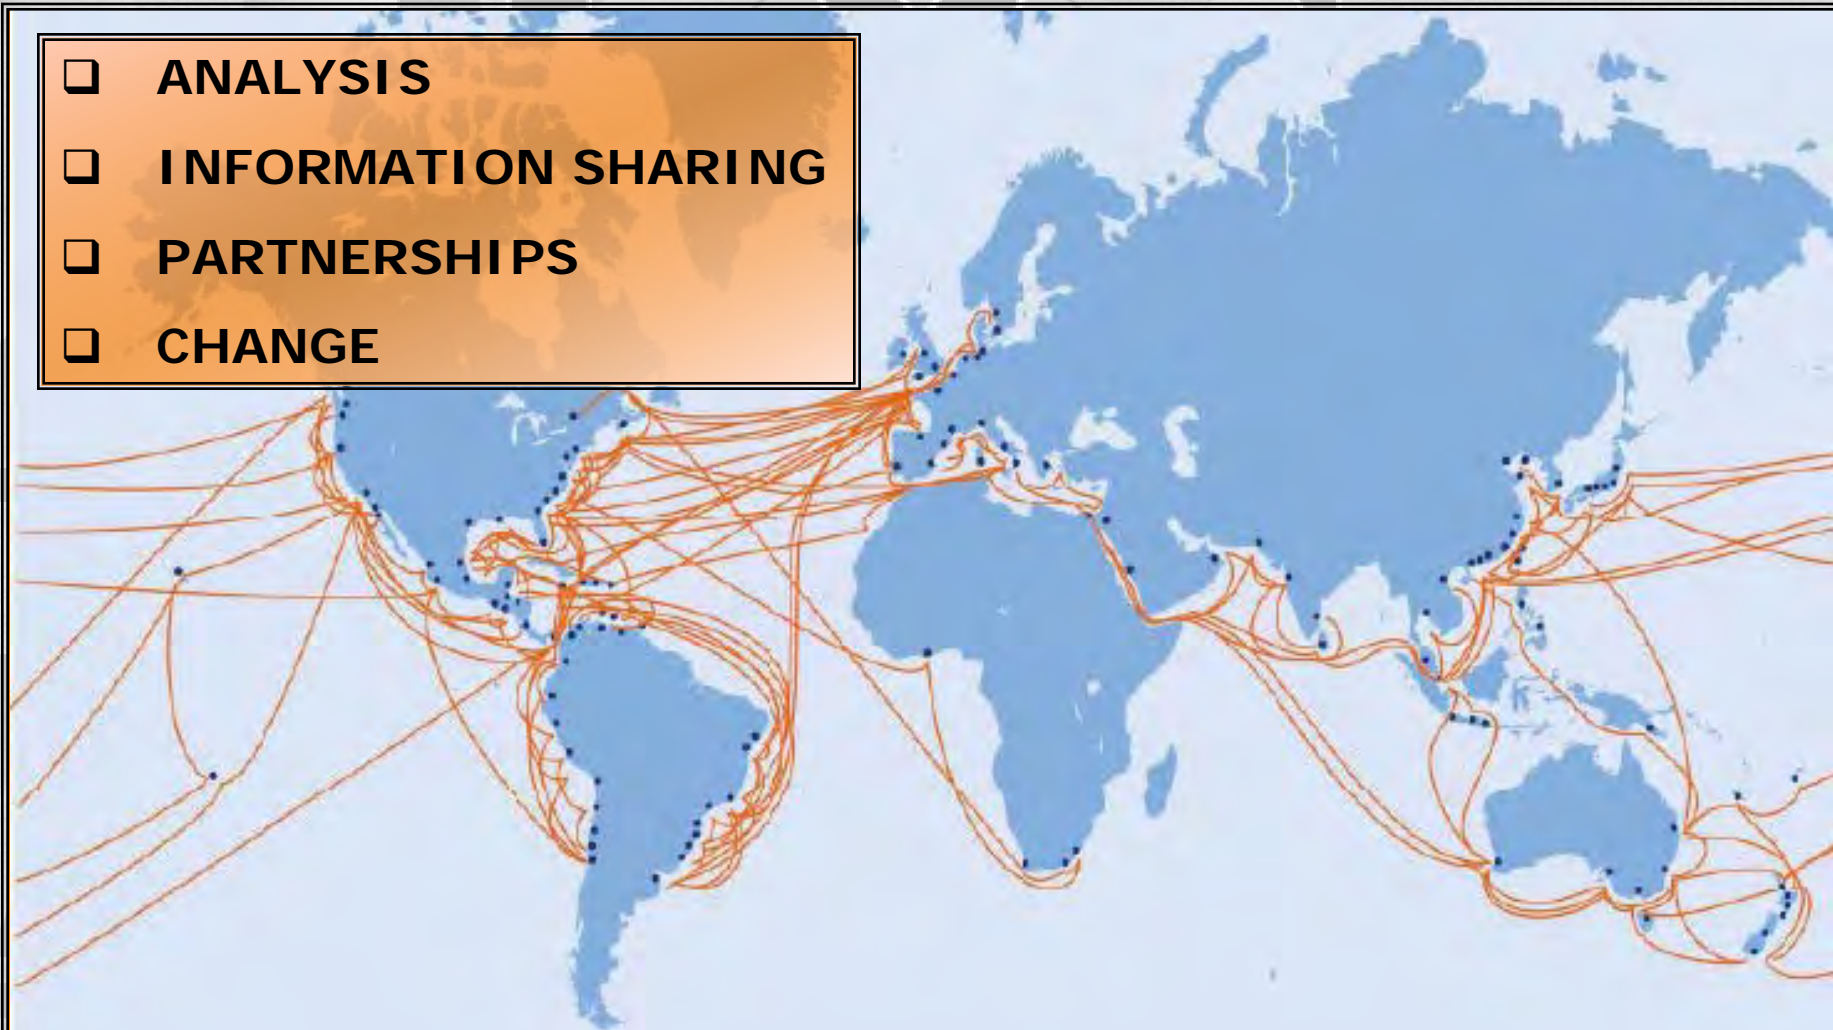 ❑ ANALYSIS
❑ INFORMATION SHARING
❑ PARTNERSHIPS
❑ CHANGE